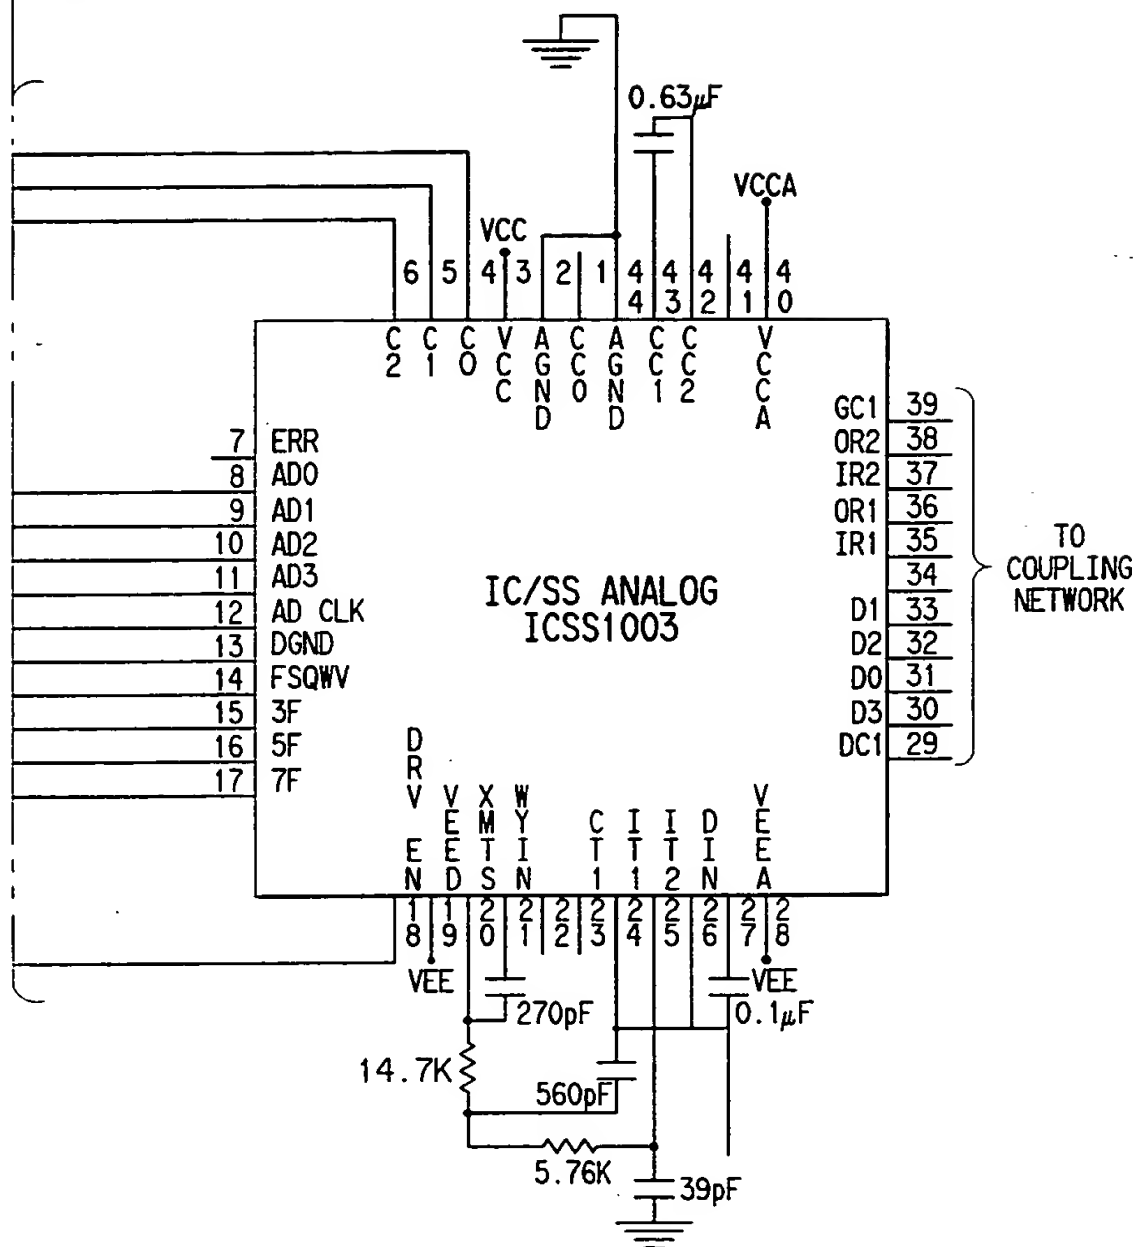 0.63μF
VCCA
VCC
6 5 4 3 2 1 44 43 42 41 40
C2 C1 C0 VCC AGND CC0 AGND CC1 CC2 VCCA
GC1 39
OR2 38
IR2 37
OR1 36
IR1 35
34
D1 33
D2 32
D0 31
D3 30
DC1 29
7 ERR
8 AD0
9 AD1
10 AD2
11 AD3
12 AD CLK
13 DGND
14 FSQWV
15 3F
16 5F
17 7F
IC/SS ANALOG
ICSS1003
TO
COUPLING
NETWORK
DRV EN VEED XMTS WYIN CT1 IT1 IT2 DIN VEEA
18 19 20 21 22 23 24 25 26 27 28
VEE
VEE
270pF
0.1μF
14.7K
560pF
5.76K
39pF